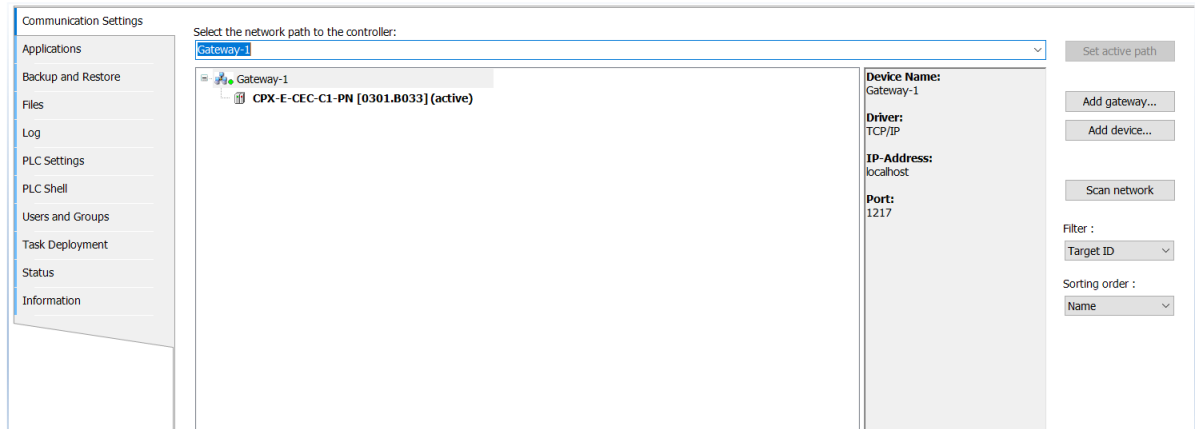 Communication Settings
Applications
Backup and Restore
Files
Log
PLC Settings
PLC Shell
Users and Groups
Task Deployment
Status
Information
Select the network path to the controller:
Gateway-1
Gateway-1
CPX-E-CEC-C1-PN [0301.B033] (active)
Device Name:
Gateway-1
Driver:
TCP/IP
IP-Address:
localhost
Port:
1217
Set active path
Add gateway...
Add device...
Scan network
Filter :
Target ID
Sorting order :
Name